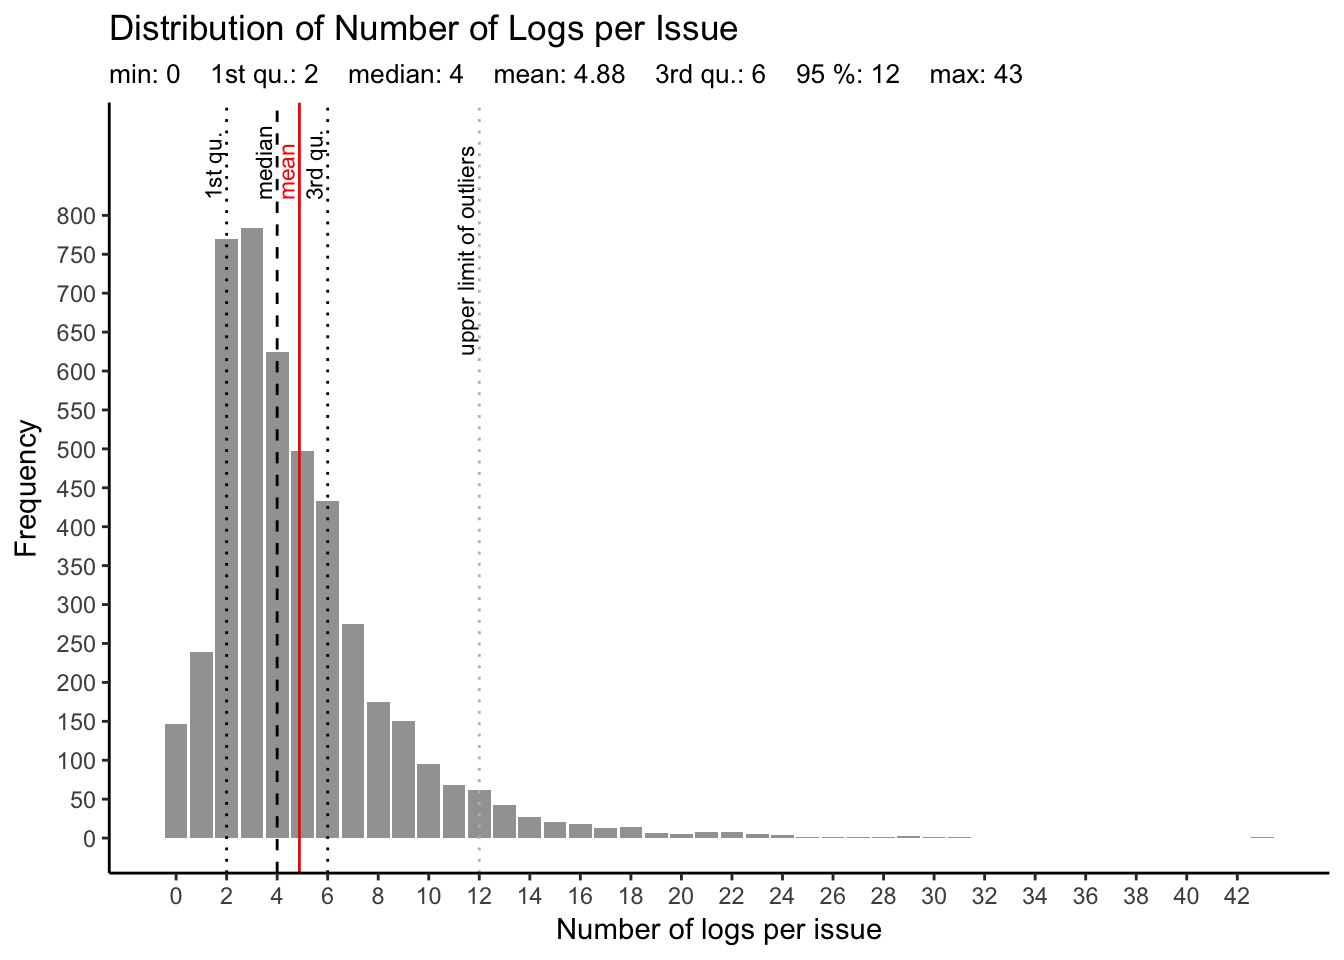 Distribution of Number of Logs per Issue
min: 0 1st qu.: 2 median: 4 mean: 4.88 3rd qu.: 6 95 %: 12 max: 43
1st qu.
median
mean
3rd qu.
upper limit of outliers
800
750
700
650
600
550
500
450
400
350
300
250
200
150
100
50
0
Frequency
0 2 4 6 8 10 12 14 16 18 20 22 24 26 28 30 32 34 36 38 40 42
Number of logs per issue